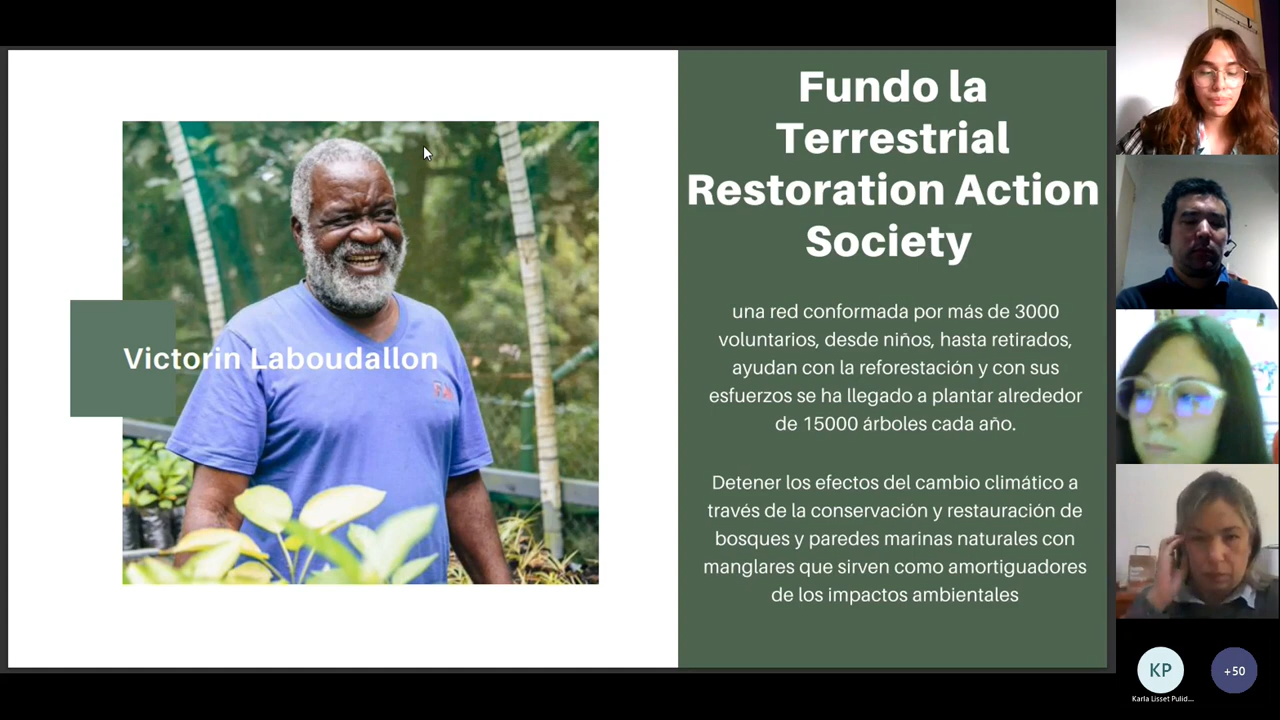 Fundo la
Terrestrial
Restoration Action
Society
Victorin Laboudallon
una red conformada por más de 3000
voluntarios, desde niños, hasta retirados,
ayudan con la reforestación y con sus
esfuerzos se ha llegado a plantar alrededor
de 15000 árboles cada año.
Detener los efectos del cambio climático a
través de la conservación y restauración de
bosques y paredes marinas naturales con
manglares que sirven como amortiguadores
de los impactos ambientales
KP
+50
Karla Lisset Pulid...